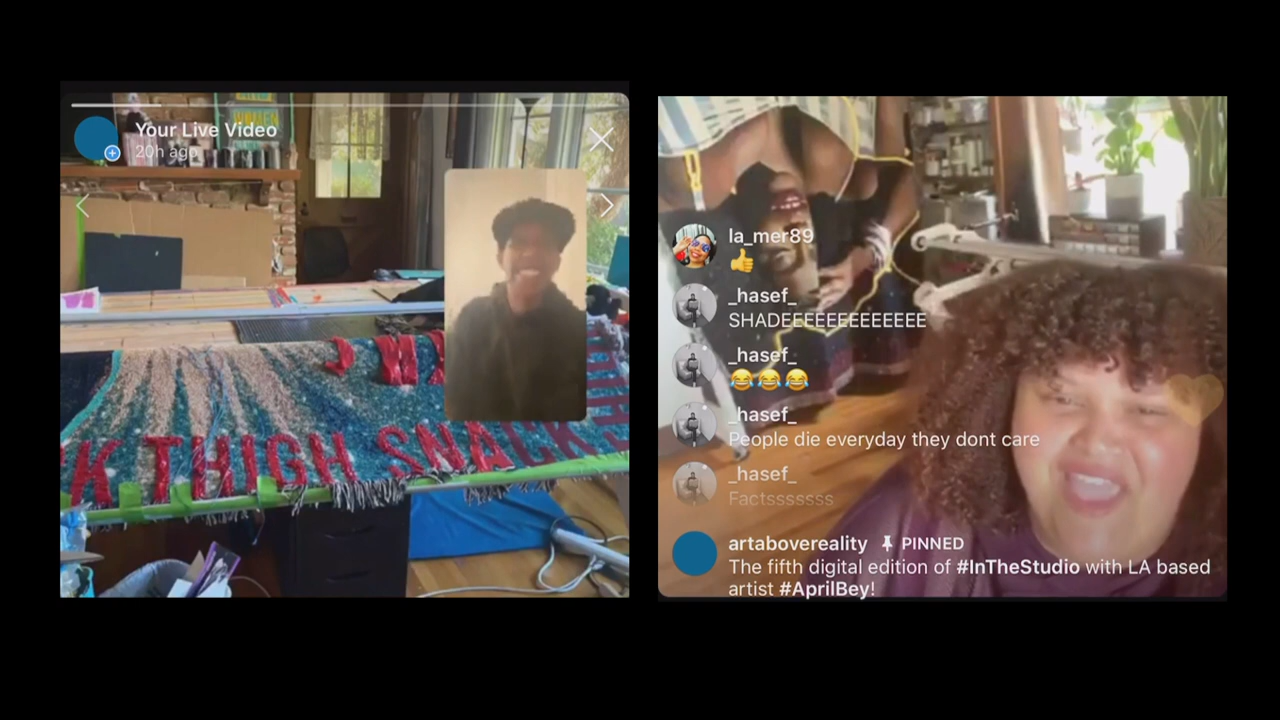 Your Live Video
20h ago
WOMEN
K THIGH SNACK
la_mer89
👍
_hasef_
SHADEEEEEEEEEEEEE
_hasef_
😂😂😂
_hasef_
People die everyday they dont care
_hasef_
Factsssssss
artabovereality PINNED
The fifth digital edition of #InTheStudio with LA based
artist #AprilBey!